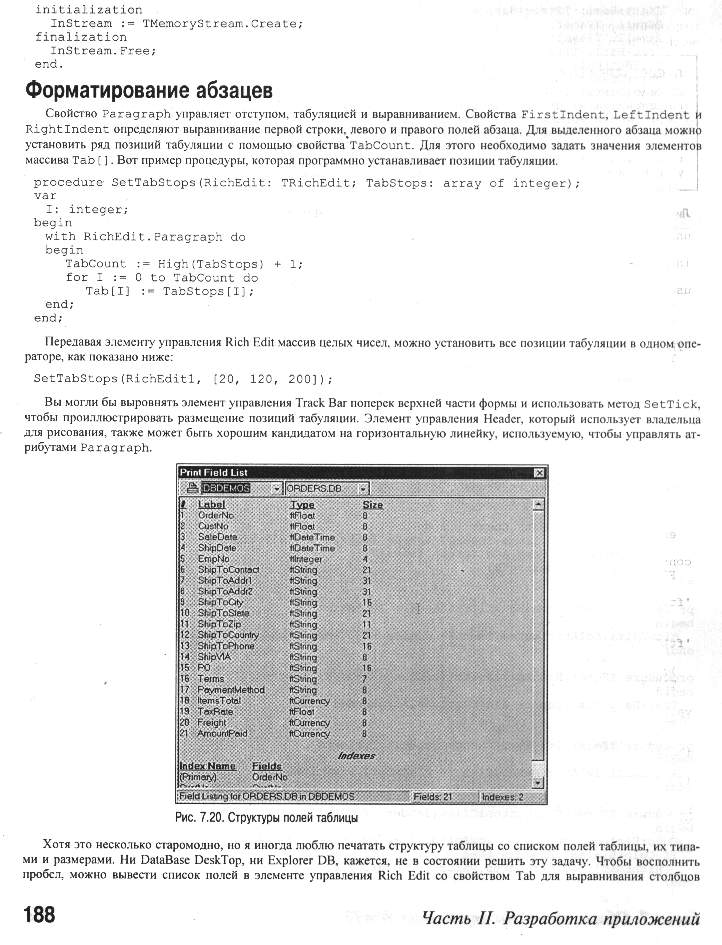 initialization
InStream := TMemoryStream.Create;
finalization
InStream.Free;
end.
Форматирование абзацев
Свойство Paragraph управляет отступом, табуляцией и выравниванием. Свойства FirstIndent, LeftIndent и
RightIndent определяют выравнивание первой строки, левого и правого полей абзаца. Для выделенного абзаца можно
установить ряд позиций табуляции с помощью свойства TabCount. Для этого необходимо задать значения элементов
массива Tab[]. Вот пример процедуры, которая программно устанавливает позиции табуляции.
procedure SetTabStops(RichEdit: TRichEdit; TabStops: array of integer);
var
I: integer;
begin
with RichEdit.Paragraph do
begin
TabCount := High(TabStops) + 1;
for I := 0 to TabCount do
Tab[I] := TabStops[I];
end;
end;
Передавая элементу управления Rich Edit массив целых чисел, можно установить все позиции табуляции в одном опе-
раторе, как показано ниже:
SetTabStops(RichEdit1, [20, 120, 200]);
Вы могли бы выровнять элемент управления Track Bar поперек верхней части формы и использовать метод SetTick,
чтобы проиллюстрировать размещение позиций табуляции. Элемент управления Header, который использует владельца
для рисования, также может быть хорошим кандидатом на горизонтальную линейку, используемую, чтобы управлять ат-
рибутами Paragraph.
Print Field List
DBDEMOS ORDERS.DB
# Label Type Size
1 OrderNo ftFloat 8
2 CustNo ftFloat 8
3 SaleDate ftDateTime 8
4 ShipDate ftDateTime 8
5 EmpNo ftInteger 4
6 ShipToContact ftString 21
7 ShipToAddr1 ftString 31
8 ShipToAddr2 ftString 31
9 ShipToCity ftString 16
10 ShipToState ftString 21
11 ShipToZip ftString 11
12 ShipToCountry ftString 21
13 ShipToPhone ftString 16
14 ShipVIA ftString 8
15 PO ftString 16
16 Terms ftString 7
17 PaymentMethod ftString 8
18 ItemsTotal ftCurrency 8
19 TaxRate ftFloat 8
20 Freight ftCurrency 8
21 AmountPaid ftCurrency 8
Indexes
Index Name Fields
(Primary) OrderNo
Field Listing for ORDERS.DB in DBDEMOS Fields: 21 Indexes: 2
Рис. 7.20. Структуры полей таблицы
Хотя это несколько старомодно, но я иногда люблю печатать структуру таблицы со списком полей таблицы, их типа-
ми и размерами. Ни DataBase DeskTop, ни Explorer DB, кажется, не в состоянии решить эту задачу. Чтобы восполнить
пробел, можно вывести список полей в элементе управления Rich Edit со свойством Tab для выравнивания столбцов
188 Часть II. Разработка приложений